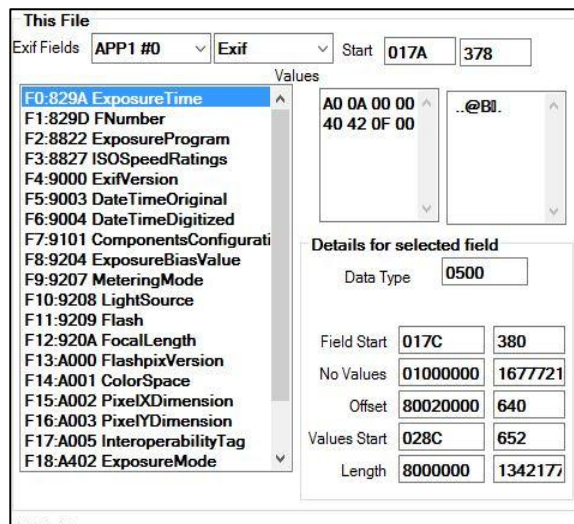 This File
Exif Fields APP1 #0 Exif Start 017A 378
Values
F0:829A ExposureTime
F1:829D FNumber
F2:8822 ExposureProgram
F3:8827 ISOSpeedRatings
F4:9000 ExifVersion
F5:9003 DateTimeOriginal
F6:9004 DateTimeDigitized
F7:9101 ComponentsConfigurati
F8:9204 ExposureBiasValue
F9:9207 MeteringMode
F10:9208 LightSource
F11:9209 Flash
F12:920A FocalLength
F13:A000 FlashpixVersion
F14:A001 ColorSpace
F15:A002 PixelXDimension
F16:A003 PixelYDimension
F17:A005 InteroperabilityTag
F18:A402 ExposureMode
A0 0A 00 00
40 42 0F 00
Details for selected field
Data Type 0500
Field Start 017C 380
No Values 01000000 1677721
Offset 80020000 640
Values Start 028C 652
Length 8000000 1342177